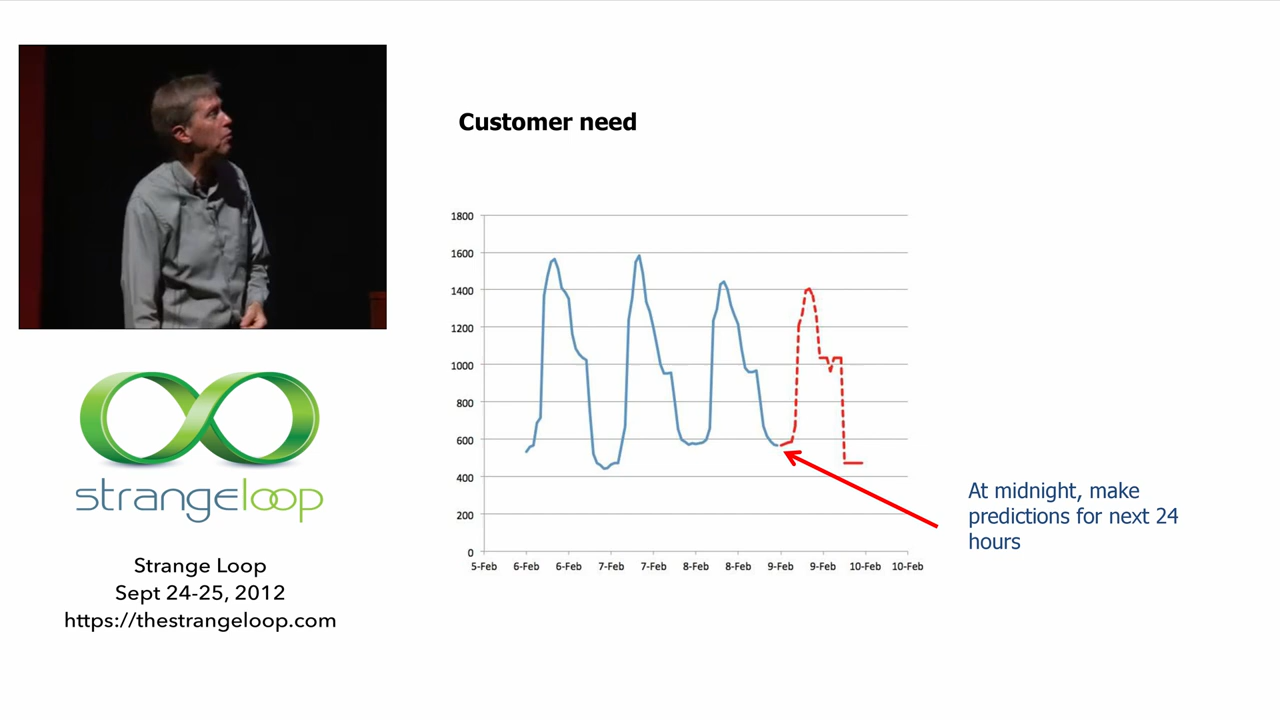 Customer need
1800
1600
1400
1200
1000
800
600
400
200
0
5-Feb 6-Feb 6-Feb 7-Feb 7-Feb 8-Feb 8-Feb 9-Feb 9-Feb 10-Feb 10-Feb
At midnight, make
predictions for next 24
hours
strangeloop
Strange Loop
Sept 24-25, 2012
https://thestrangeloop.com